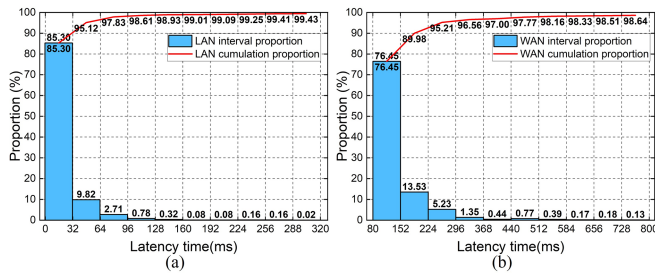 100
90
80
70
60
50
40
30
20
10
0
Proportion (%)
85.30 95.12 97.83 98.61 98.93 99.01 99.09 99.25 99.41 99.43
85.30
LAN interval proportion
LAN cumulation proportion
9.82 2.71 0.78 0.32 0.08 0.08 0.16 0.16 0.02
0 32 64 96 128 160 192 224 256 288 320
Latency time(ms)
(a)
100
90
80
70
60
50
40
30
20
10
0
Proportion (%)
76.45 89.98 95.21 96.56 97.00 97.77 98.16 98.33 98.51 98.64
76.45
WAN interval proportion
WAN cumulation proportion
13.53 5.23 1.35 0.44 0.77 0.39 0.17 0.18 0.13
80 152 224 296 368 440 512 584 656 728 800
Latency time(ms)
(b)